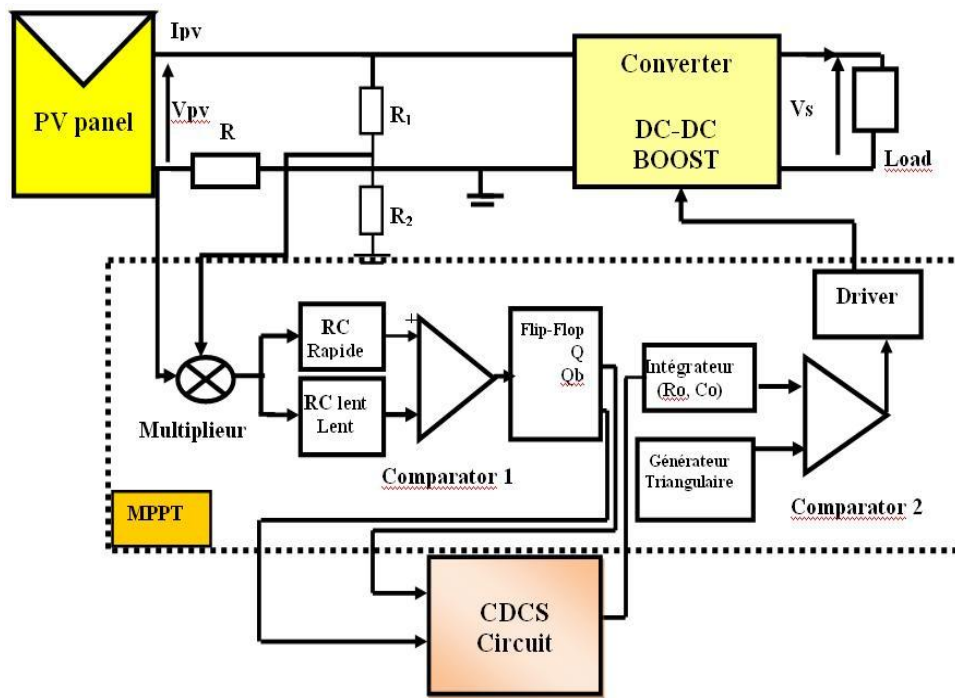 Ipv
PV panel
Vpv
R
R1
R2
Converter
DC-DC
BOOST
Vs
Load
Driver
RC
Rapide
RC lent
Lent
+
Flip-Flop
Q
Qb
Intégrateur
(Ro, Co)
Générateur
Triangulaire
Multiplieur
Comparator 1
Comparator 2
MPPT
CDCS
Circuit